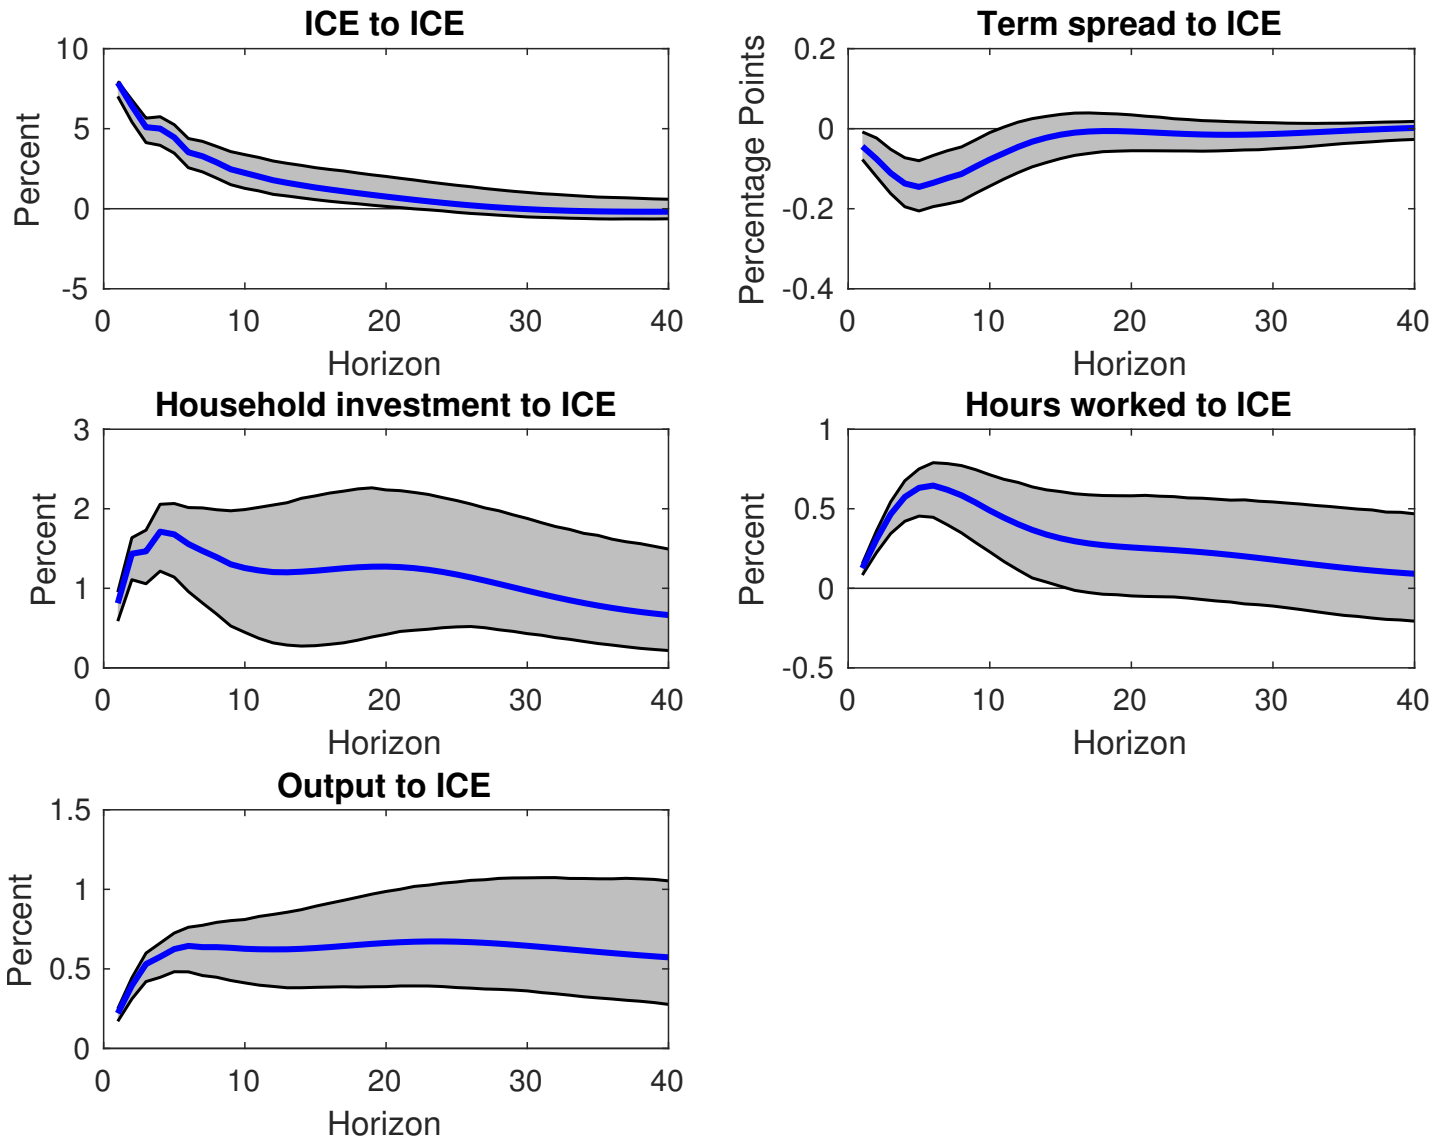 ICE to ICE
Percent
10
5
0
-5
0 10 20 30 40
Horizon
Term spread to ICE
Percentage Points
0.2
0
-0.2
-0.4
0 10 20 30 40
Horizon
Household investment to ICE
Percent
3
2
1
0
0 10 20 30 40
Horizon
Hours worked to ICE
Percent
1
0.5
0
-0.5
0 10 20 30 40
Horizon
Output to ICE
Percent
1.5
1
0.5
0
0 10 20 30 40
Horizon